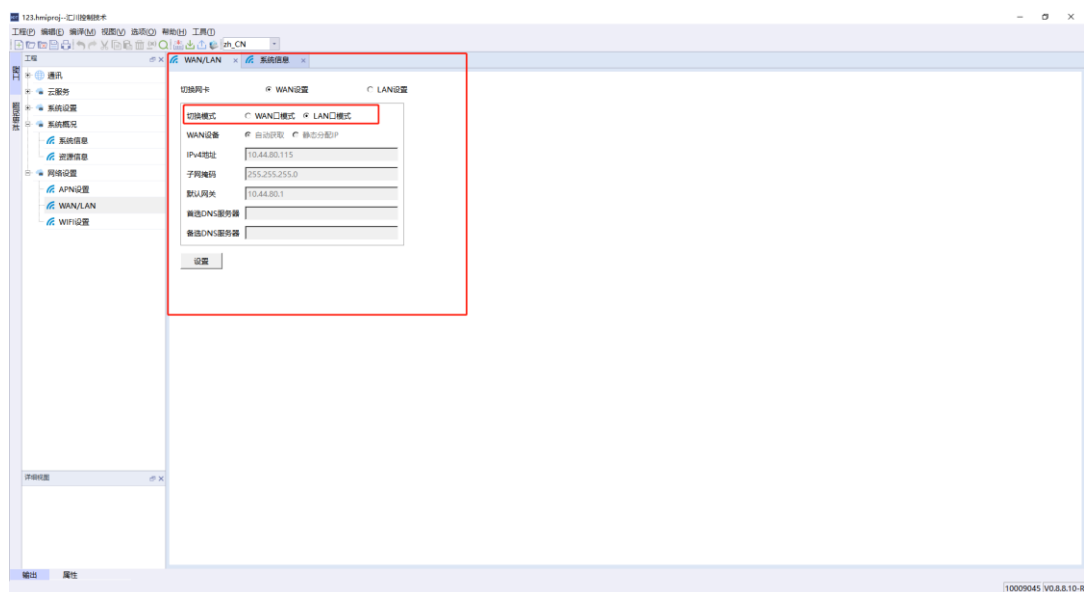 123.hmiproj--汇川控制技术
工程(P) 编辑(E) 编译(M) 视图(V) 选项(O) 帮助(H) 工具(T)
zh_CN
工程
WAN/LAN
系统信息
通讯
云服务
系统设置
系统概况
系统信息
资源信息
网络设置
APN设置
WAN/LAN
WIFI设置
切换网卡 WAN设置 LAN设置
切换模式 WAN口模式 LAN口模式
WAN设备 自动获取 静态分配IP
IPv4地址 10.44.80.115
子网掩码 255.255.255.0
默认网关 10.44.80.1
首选DNS服务器
备选DNS服务器
设置
详细视图
输出 属性
10009045 V0.8.8.10-R